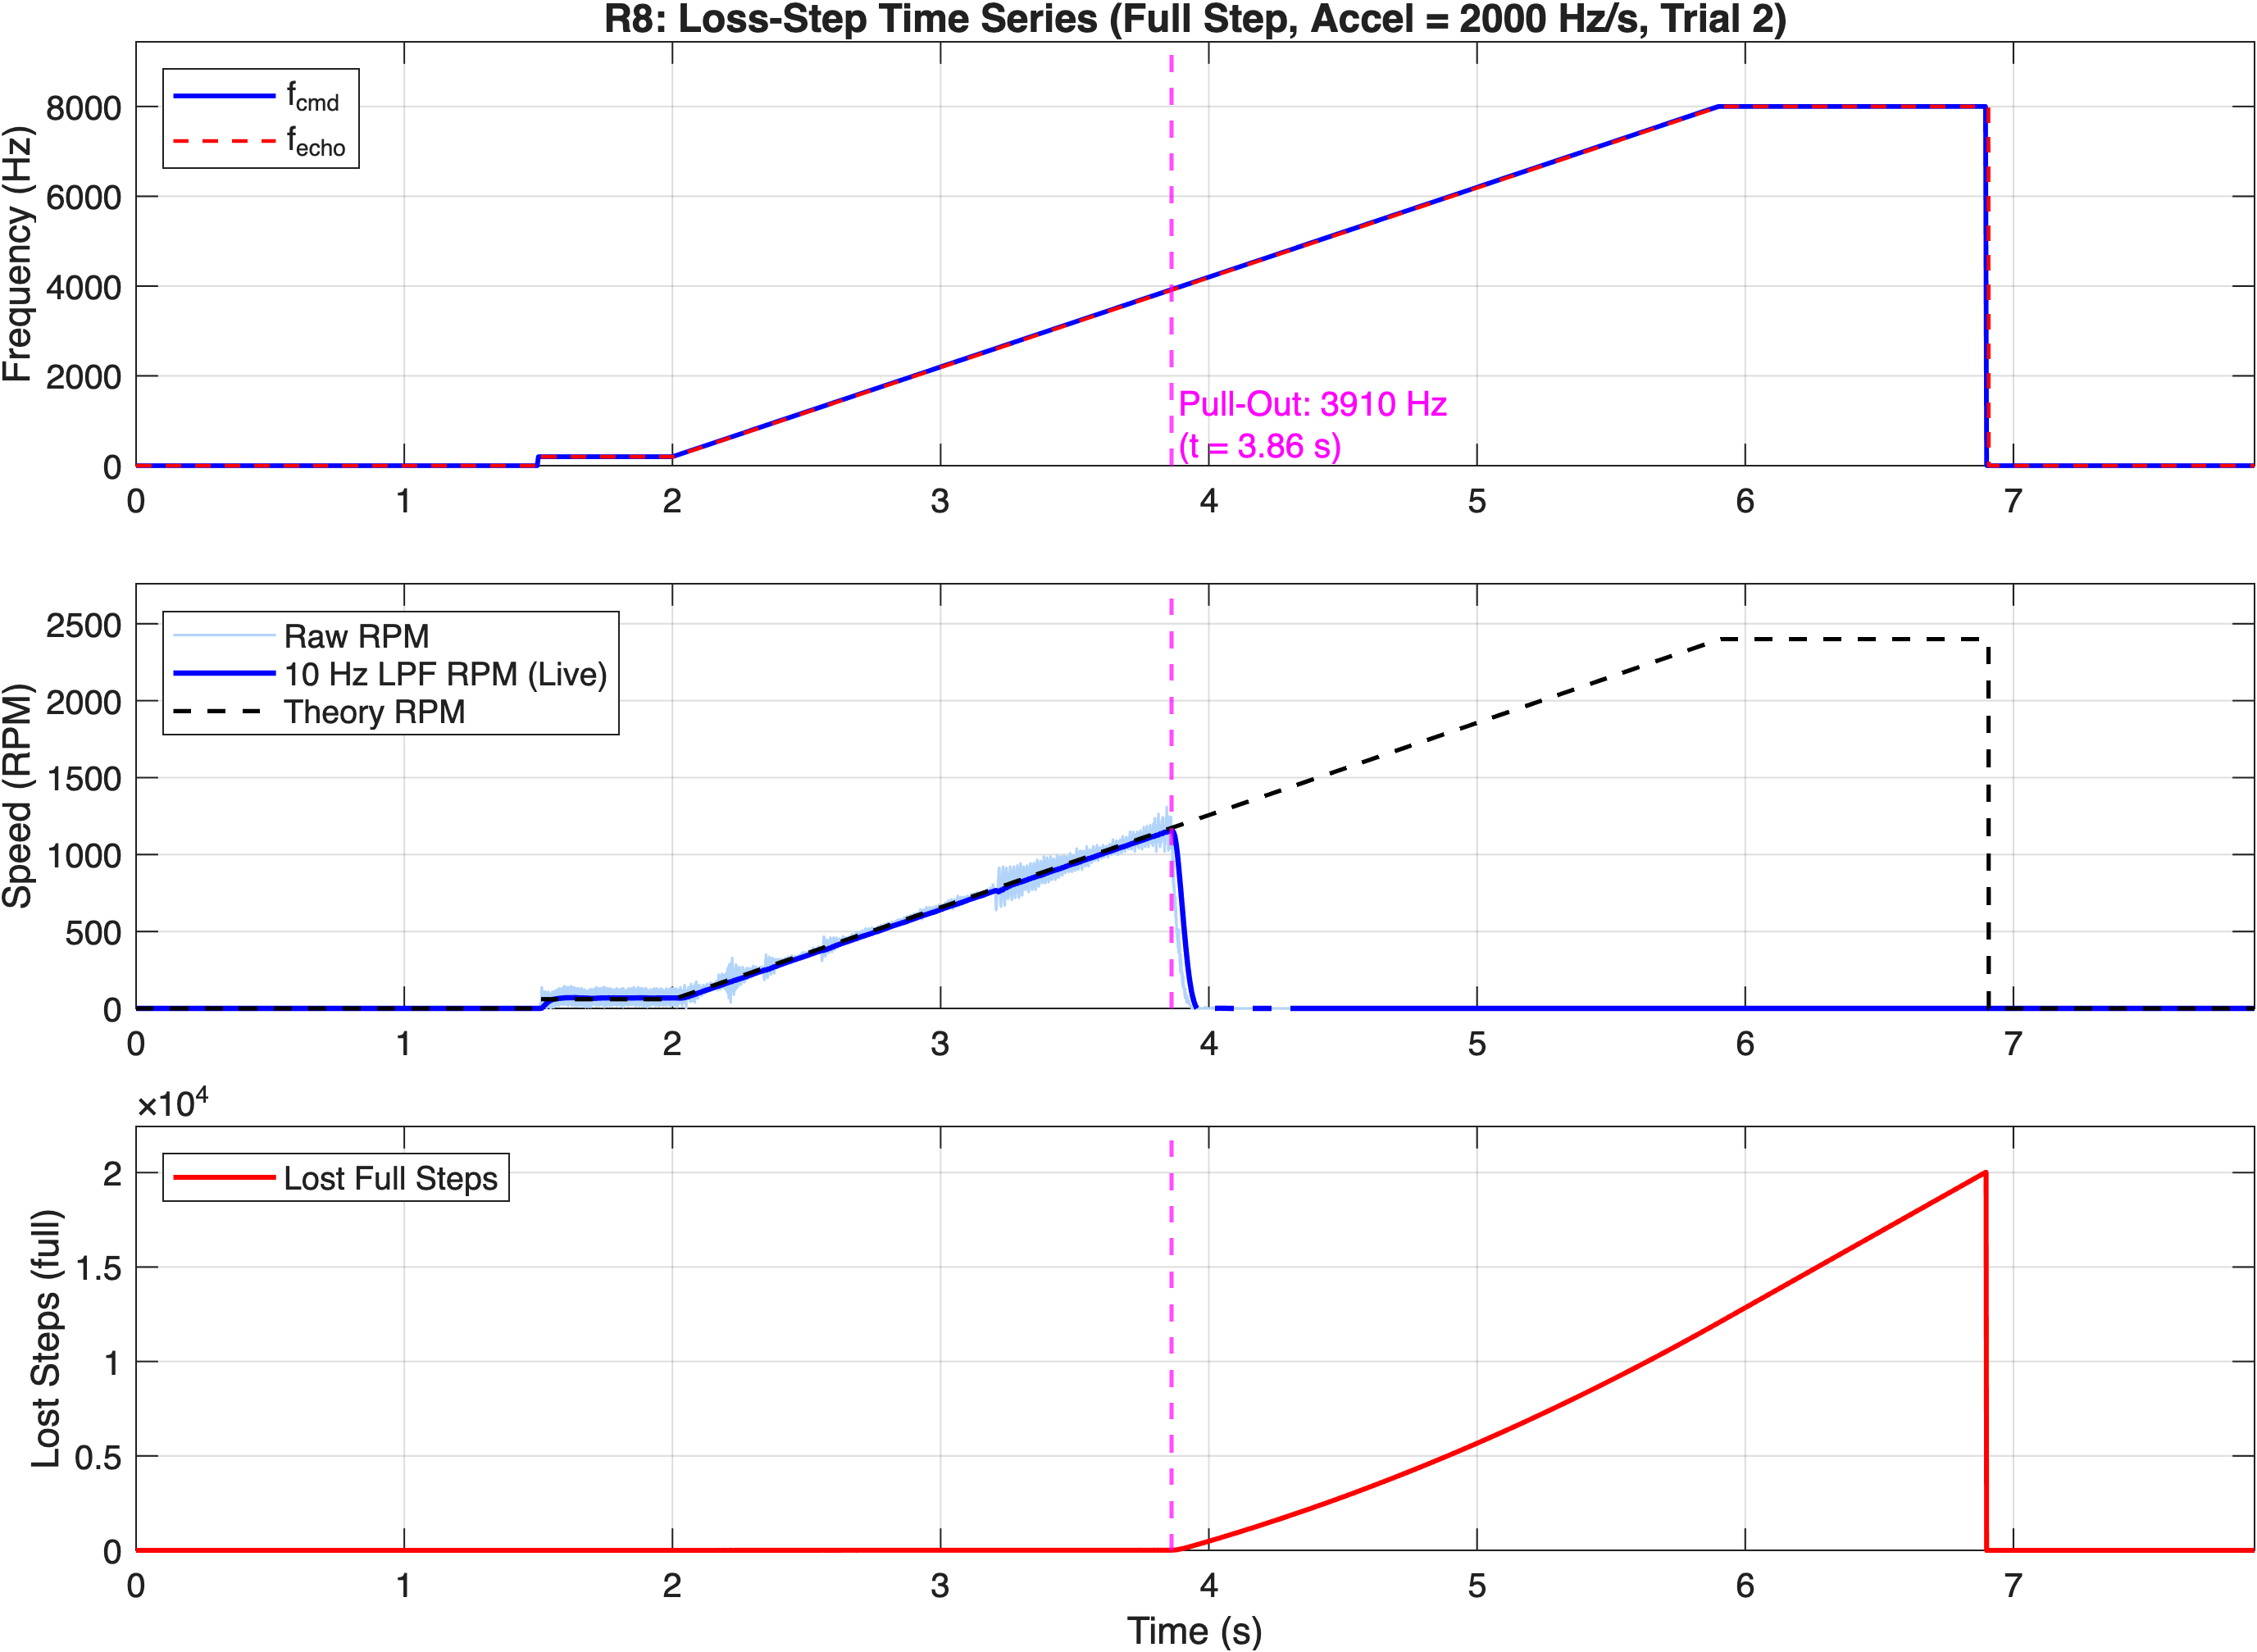 R8: Loss-Step Time Series (Full Step, Accel = 2000 Hz/s, Trial 2)
Frequency (Hz)
8000
6000
4000
2000
0
f_cmd
f_echo
Pull-Out: 3910 Hz
(t = 3.86 s)
0 1 2 3 4 5 6 7
Speed (RPM)
2500
2000
1500
1000
500
0
Raw RPM
10 Hz LPF RPM (Live)
Theory RPM
0 1 2 3 4 5 6 7
×10^4
Lost Steps (full)
2
1.5
1
0.5
0
Lost Full Steps
0 1 2 3 4 5 6 7
Time (s)